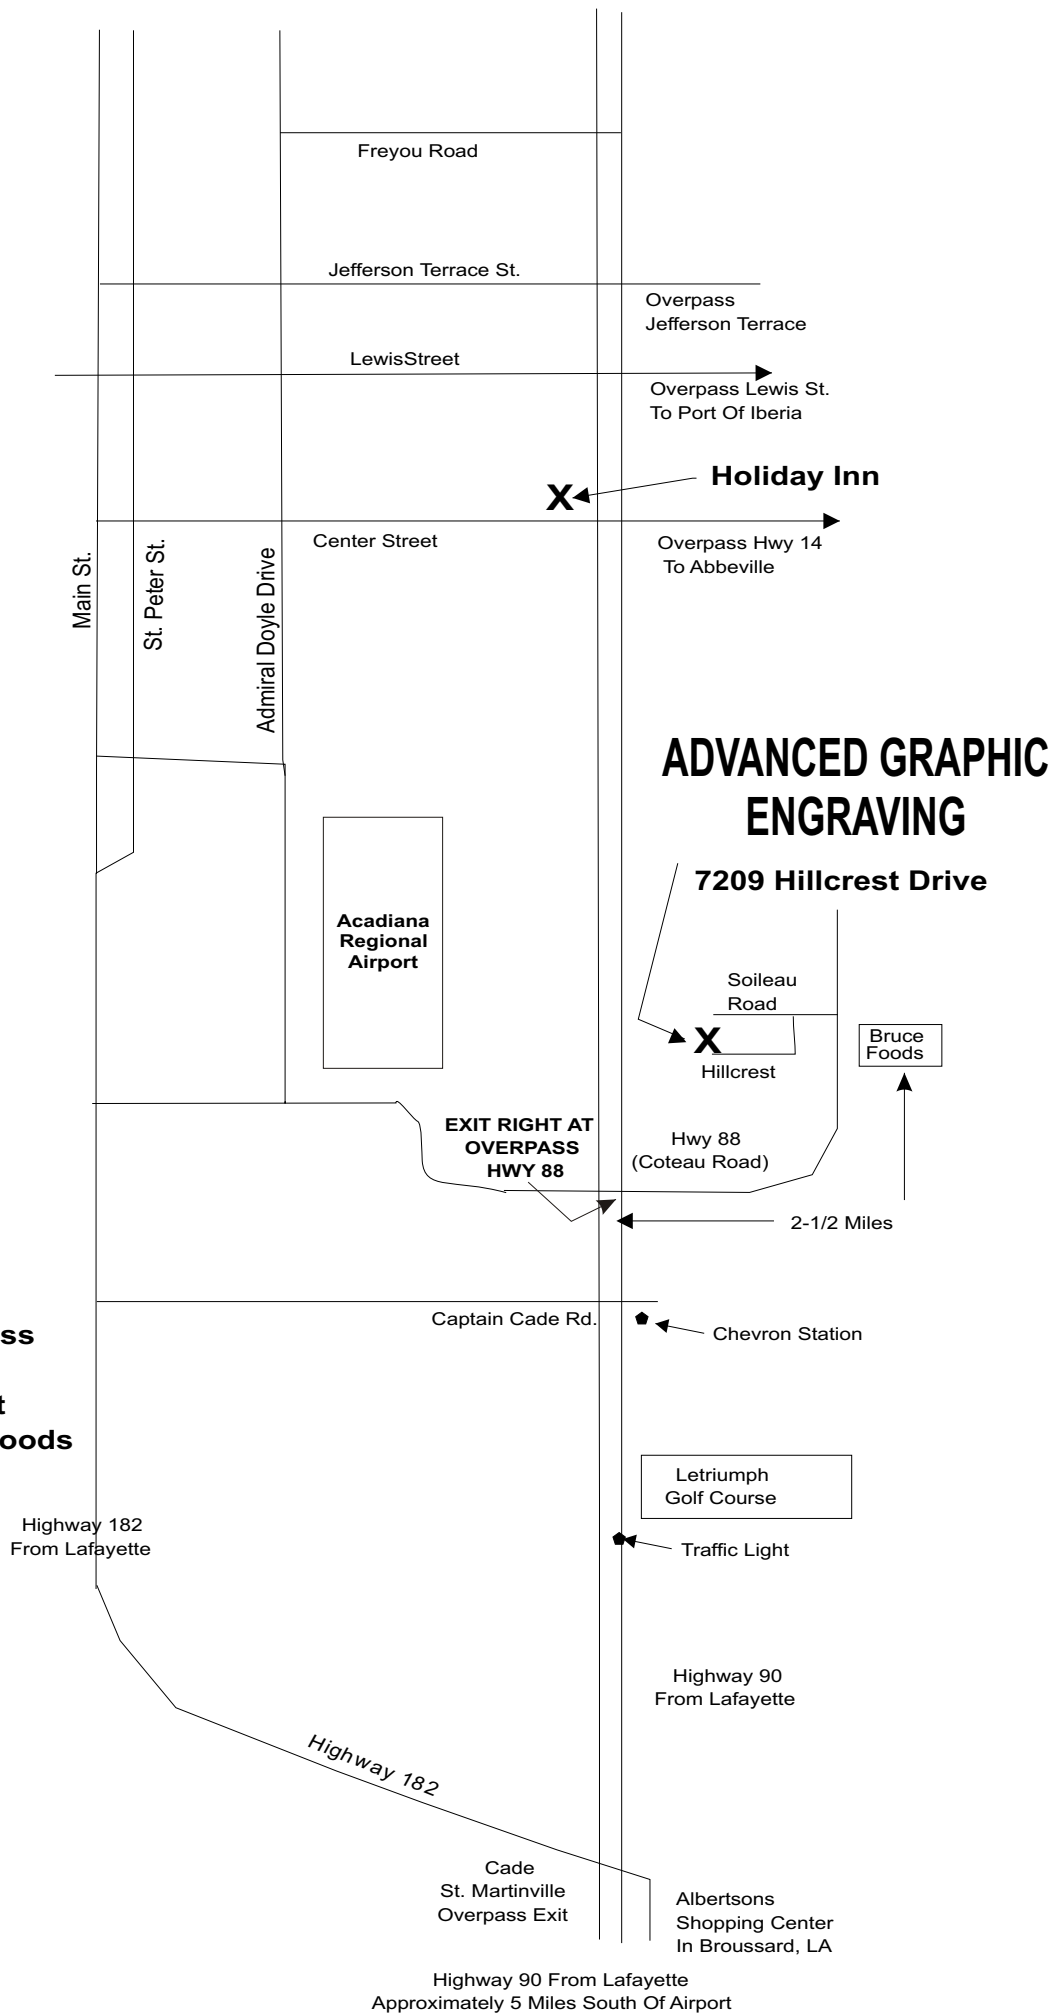 Freyou Road
Jefferson Terrace St.
Overpass
Jefferson Terrace
LewisStreet
Overpass Lewis St.
To Port Of Iberia
Holiday Inn
X
Center Street
Overpass Hwy 14
To Abbeville
Main St.
St. Peter St.
Admiral Doyle Drive
ADVANCED GRAPHIC
ENGRAVING
7209 Hillcrest Drive
Acadiana
Regional
Airport
Soileau
Road
X
Hillcrest
Bruce
Foods
EXIT RIGHT AT
OVERPASS
HWY 88
Hwy 88
(Coteau Road)
2-1/2 Miles
Captain Cade Rd.
Chevron Station
ss
t
oods
Letriumph
Golf Course
Highway 182
From Lafayette
Traffic Light
Highway 90
From Lafayette
Highway 182
Cade
St. Martinville
Overpass Exit
Albertsons
Shopping Center
In Broussard, LA
Highway 90 From Lafayette
Approximately 5 Miles South Of Airport